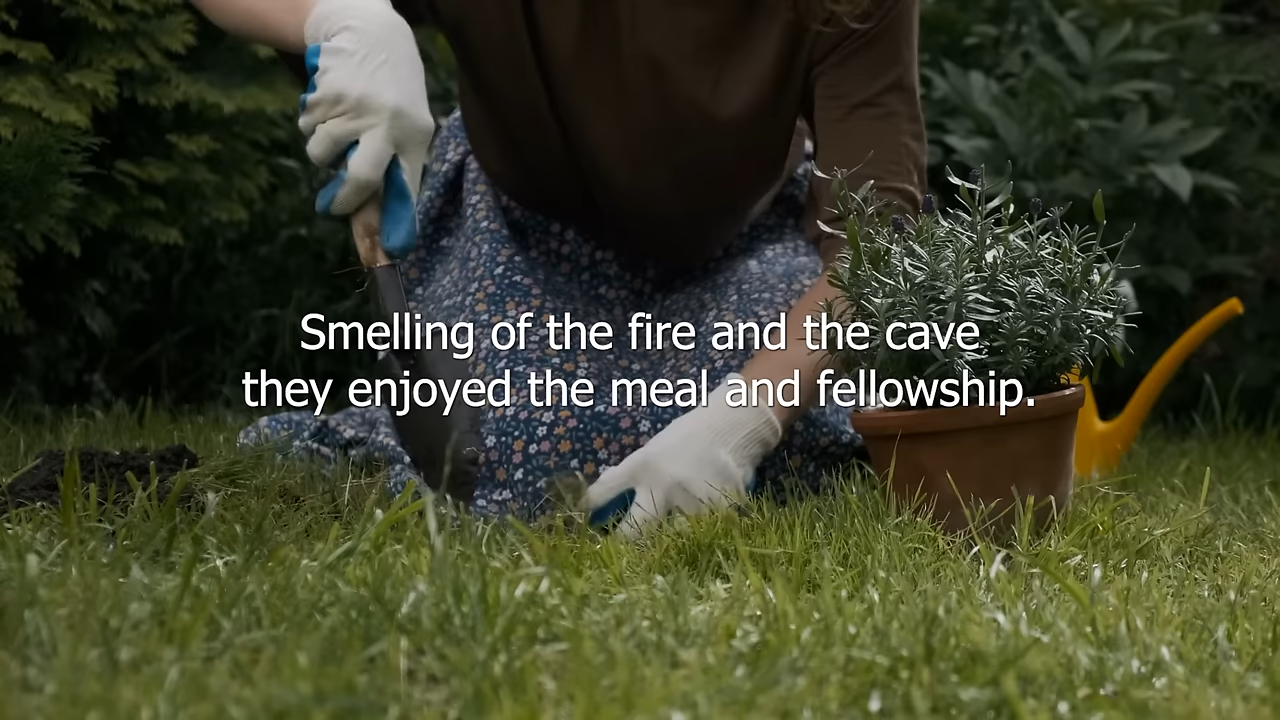 Smelling of the fire and the cave
they enjoyed the meal and fellowship.